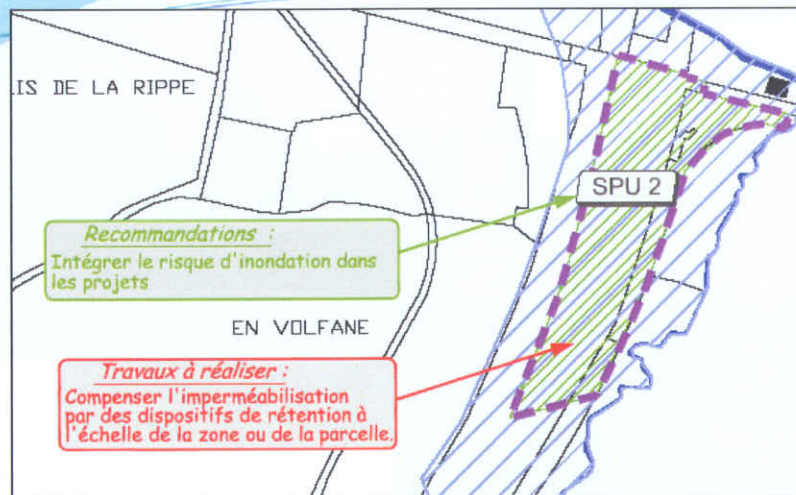 IS DE LA RIPPE
SPU 2
Recommandations :
Intégrer le risque d'inondation dans
les projets
EN VOLFANE
Travaux à réaliser :
Compenser l'imperméabilisation
par des dispositifs de rétention à
l'échelle de la zone ou de la parcelle.